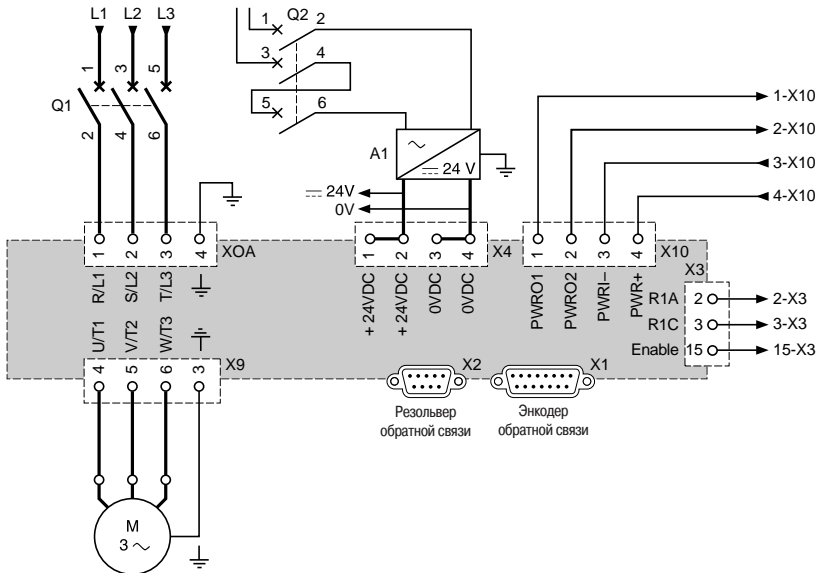 L1 L2 L3
1 3 5
Q1
2 4 6
1 Q2 2
3 4
5 6
A1
24 V
24V
0V
1-X10
2-X10
3-X10
4-X10
1 2 3 4 XOA
R/L1 S/L2 T/L3
1 2 3 4 X4
+24VDC +24VDC 0VDC 0VDC
1 2 3 4 X10
PWRO1 PWRO2 PWRI– PWR+
X3
R1A 2 2-X3
R1C 3 3-X3
Enable 15 15-X3
U/T1 V/T2 W/T3
4 5 6 3 X9
X2
Резольвер
обратной связи
X1
Энкодер
обратной связи
M
3